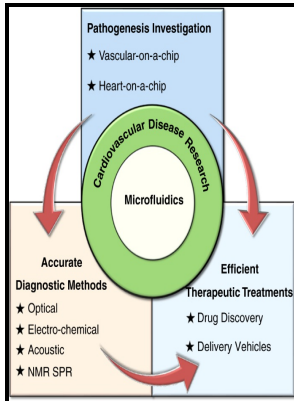 Pathogenesis Investigation
★ Vascular-on-a-chip
★ Heart-on-a-chip
Cardiovascular Disease Research
Microfluidics
Accurate
Diagnostic Methods
★ Optical
★ Electro-chemical
★ Acoustic
★ NMR SPR
Efficient
Therapeutic Treatments
★ Drug Discovery
★ Delivery Vehicles